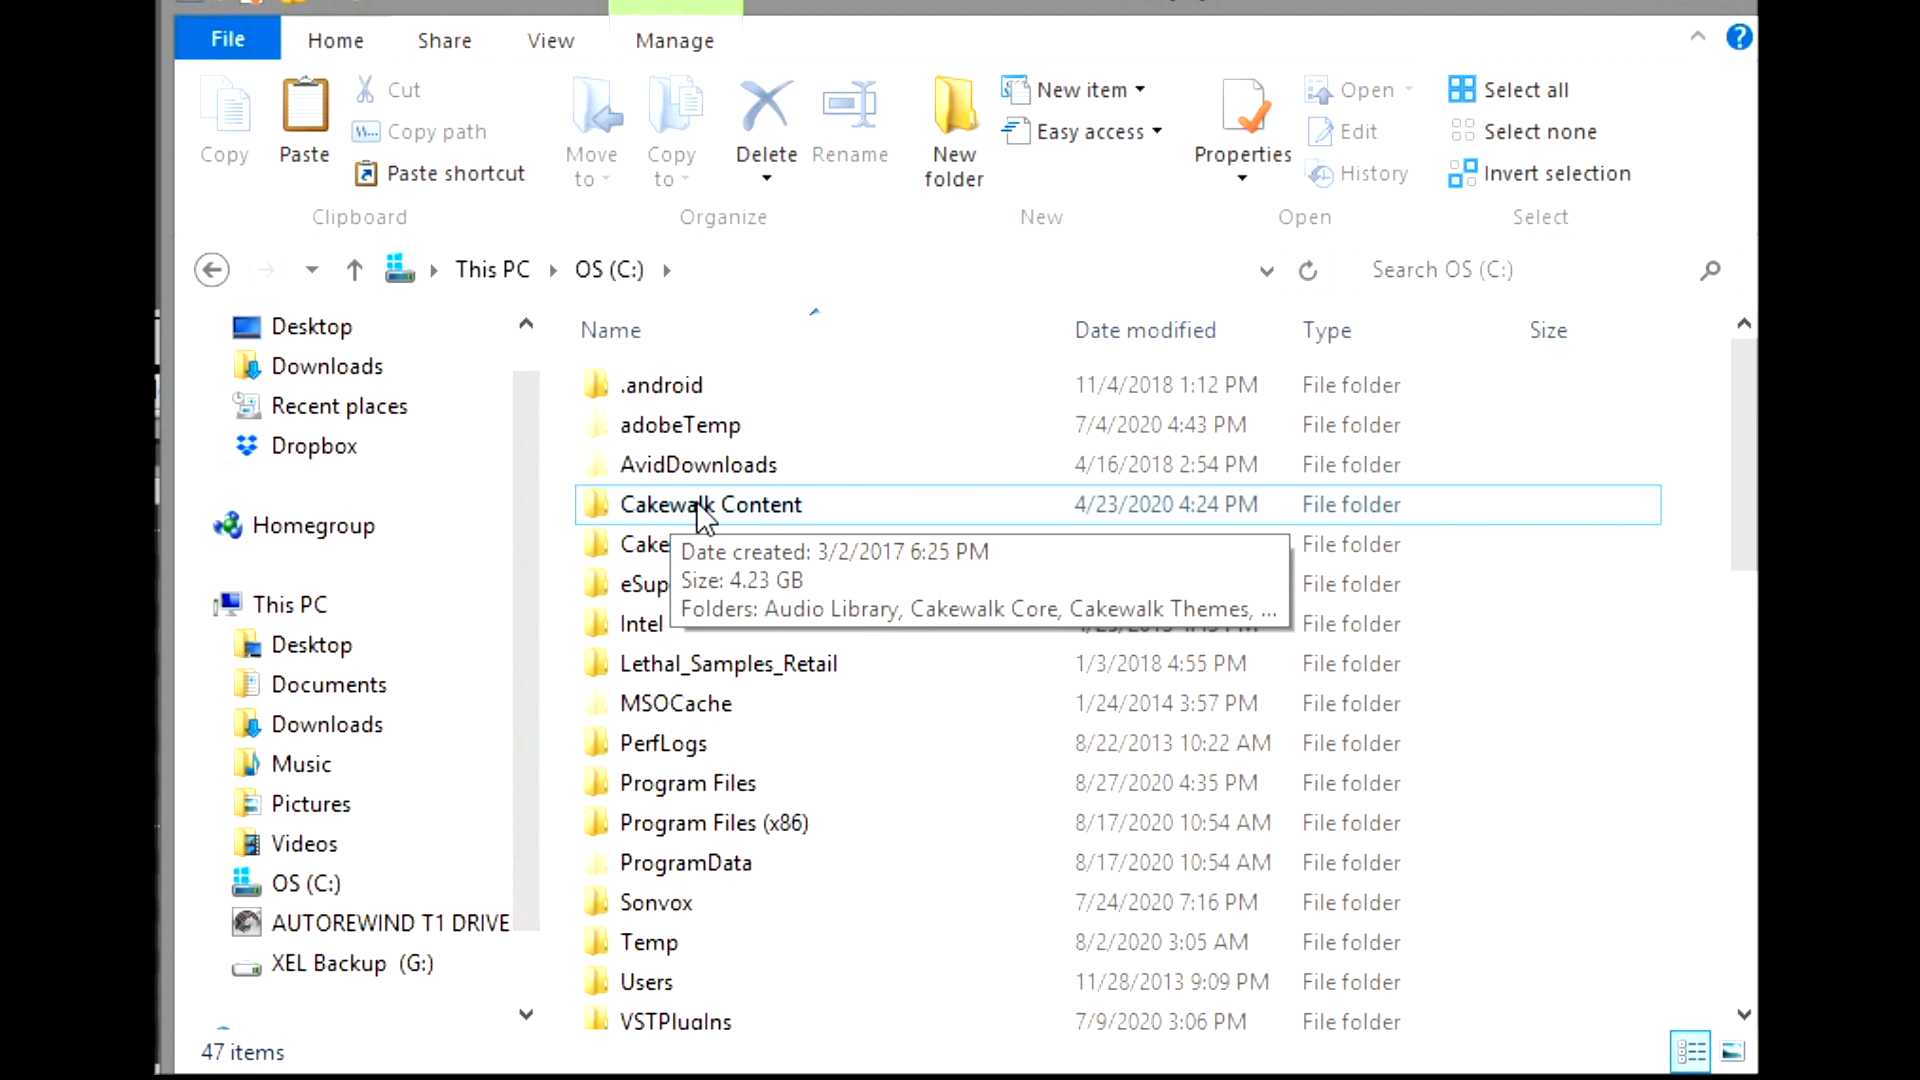 File
Home
Share
View
Manage
Copy
Paste
Cut
Copy path
Paste shortcut
Move to
Copy to
Delete
Rename
New folder
New item
Easy access
Properties
Open
Edit
History
Select all
Select none
Invert selection
Clipboard
Organize
New
Open
Select
This PC
OS (C:)
Search OS (C:)
Desktop
Downloads
Recent places
Dropbox
Homegroup
This PC
Desktop
Documents
Downloads
Music
Pictures
Videos
OS (C:)
AUTOREWIND T1 DRIVE
XEL Backup (G:)
Name Date modified Type Size
.android 11/4/2018 1:12 PM File folder
adobeTemp 7/4/2020 4:43 PM File folder
AvidDownloads 4/16/2018 2:54 PM File folder
Cakewalk Content 4/23/2020 4:24 PM File folder
Cake File folder
Date created: 3/2/2017 6:25 PM
eSup File folder
Size: 4.23 GB
Folders: Audio Library, Cakewalk Core, Cakewalk Themes, ...
Intel File folder
Lethal_Samples_Retail 1/3/2018 4:55 PM File folder
MSOCache 1/24/2014 3:57 PM File folder
PerfLogs 8/22/2013 10:22 AM File folder
Program Files 8/27/2020 4:35 PM File folder
Program Files (x86) 8/17/2020 10:54 AM File folder
ProgramData 8/17/2020 10:54 AM File folder
Sonvox 7/24/2020 7:16 PM File folder
Temp 8/2/2020 3:05 AM File folder
Users 11/28/2013 9:09 PM File folder
VSTPlugIns 7/9/2020 3:06 PM File folder
47 items